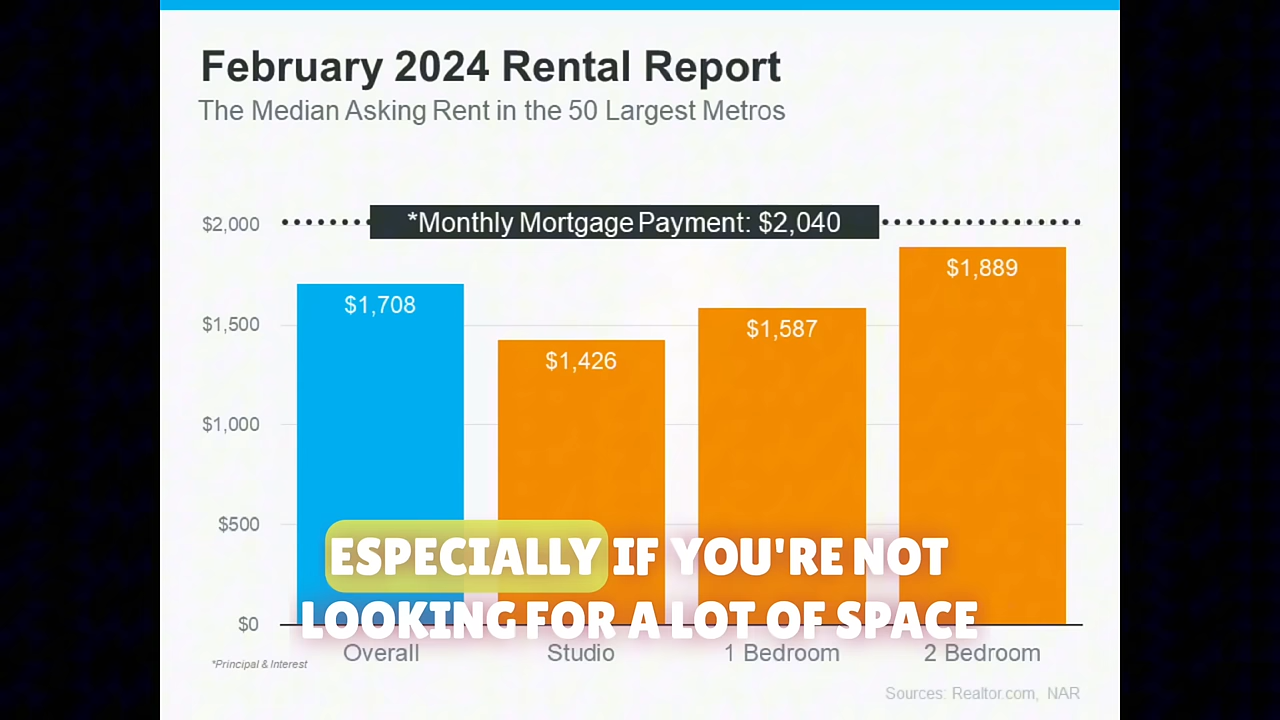 February 2024 Rental Report
The Median Asking Rent in the 50 Largest Metros
$2,000
*Monthly Mortgage Payment: $2,040
$1,889
$1,708
$1,500
$1,587
$1,426
$1,000
$500
ESPECIALLY IF YOU'RE NOT
LOOKING FOR A LOT OF SPACE
$0
Overall
Studio
1 Bedroom
2 Bedroom
*Principal & Interest
Sources: Realtor.com, NAR